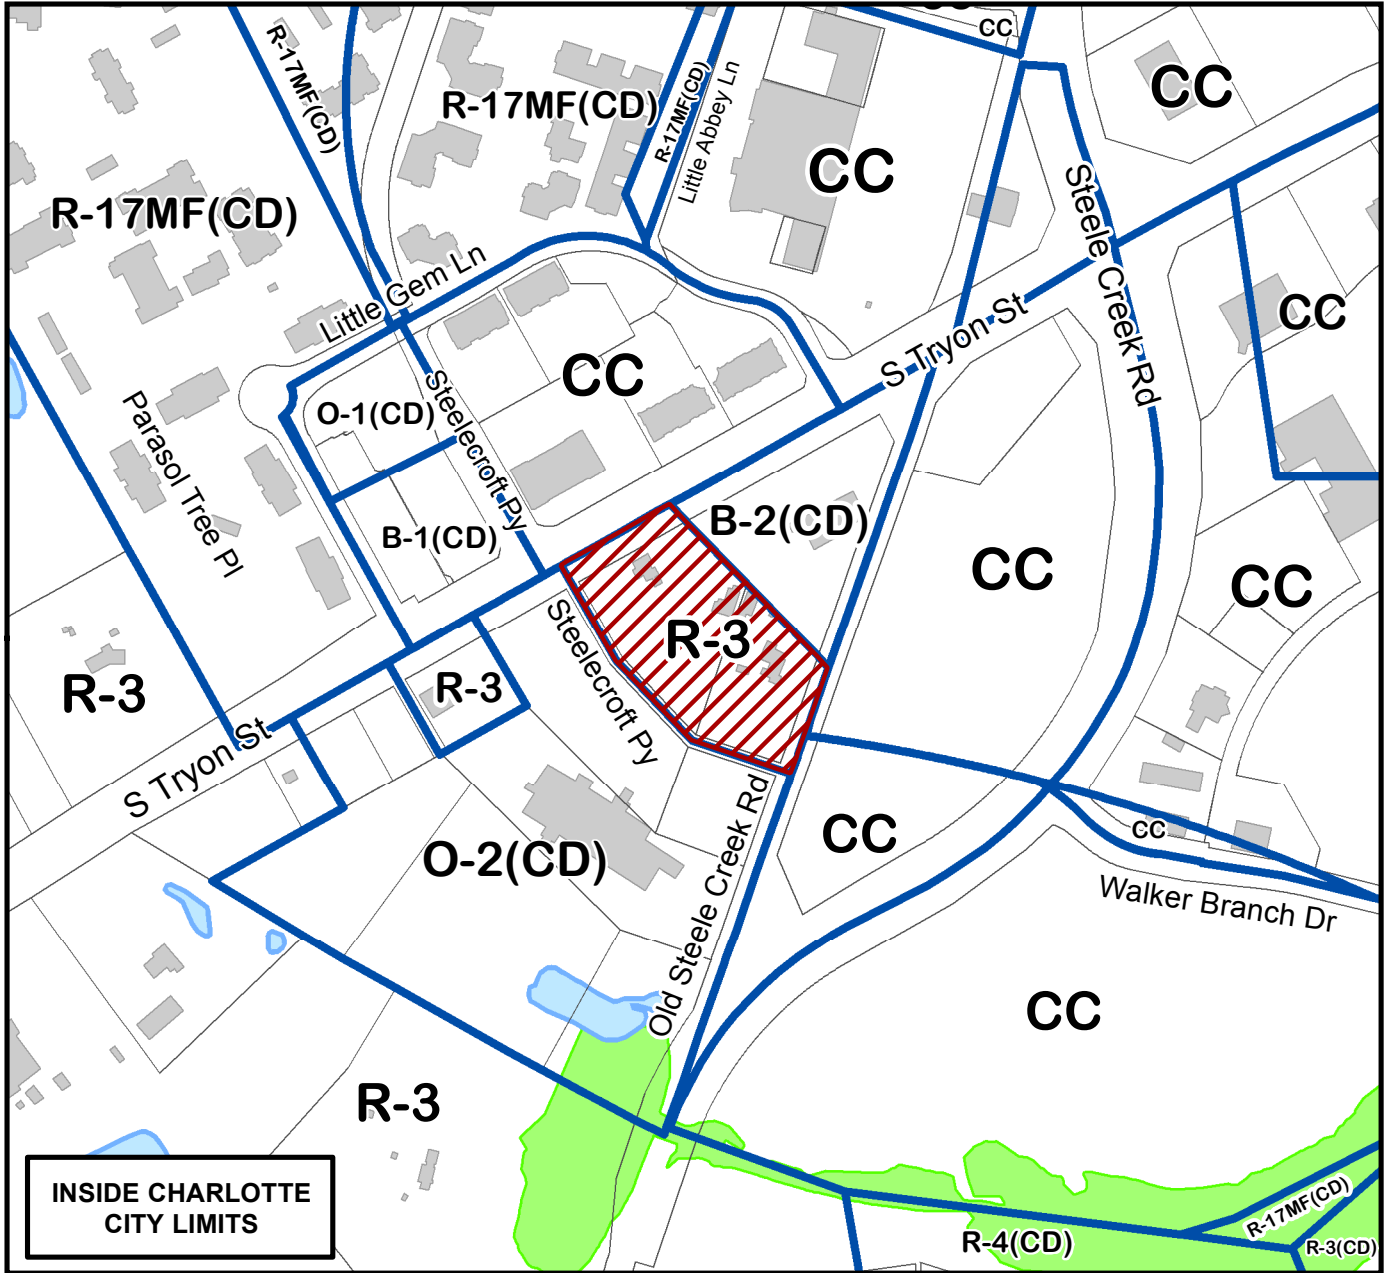 CC
R-17MF(CD)
R-17MF(CD)
R-17MF(CD)
Little Abbey Ln
CC
CC
Steele Creek Rd
R-17MF(CD)
Little Gem Ln
S Tryon St
CC
CC
O-1(CD)
Steelecroft Py
Parasol Tree Pl
B-1(CD)
B-2(CD)
CC
CC
R-3
R-3
R-3
Steelecroft Py
S Tryon St
O-2(CD)
Old Steele Creek Rd
CC
CC
Walker Branch Dr
CC
R-3
INSIDE CHARLOTTE
CITY LIMITS
R-4(CD)
R-17MF(CD)
R-3(CD)